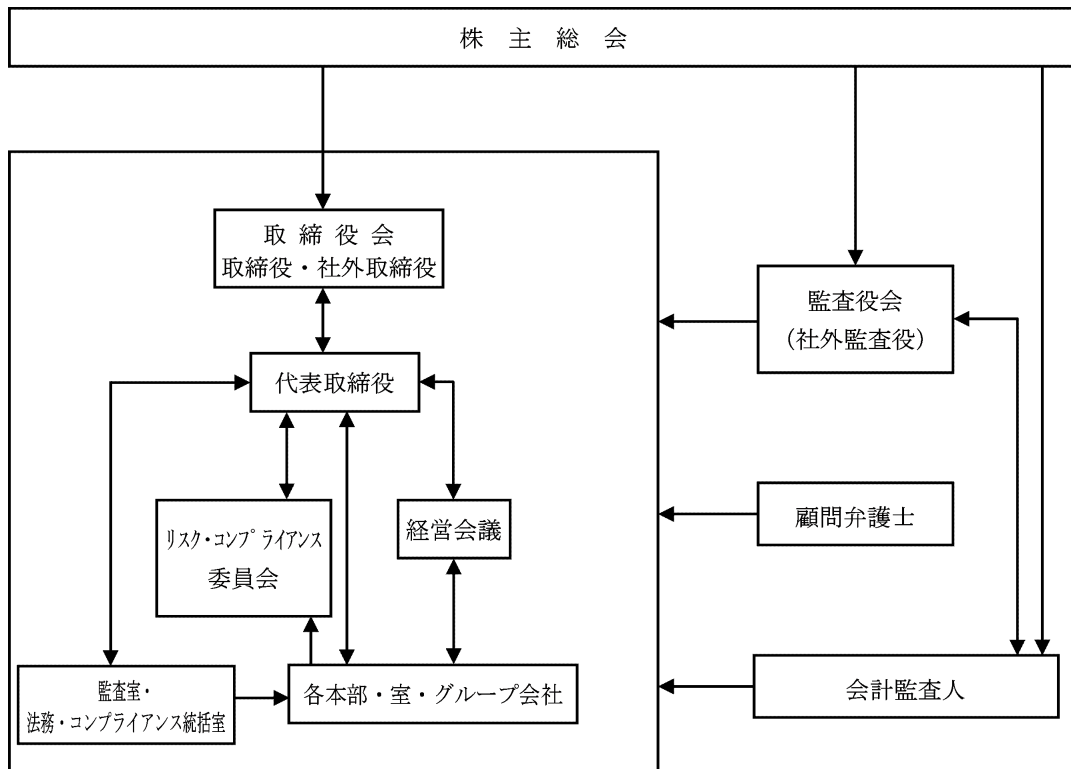 株主総会
取締役会
取締役・社外取締役
監査役会
（社外監査役）
代表取締役
リスク・コンプライアンス
委員会
経営会議
顧問弁護士
監査室・
法務・コンプライアンス統括室
各本部・室・グループ会社
会計監査人